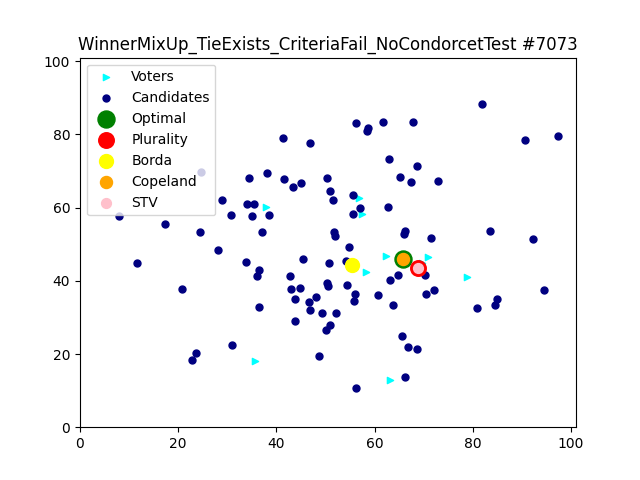 WinnerMixUp_TieExists_CriteriaFail_NoCondorcetTest #7073
Voters
Candidates
Optimal
Plurality
Borda
Copeland
STV
100
80
60
40
20
0
0 20 40 60 80 100